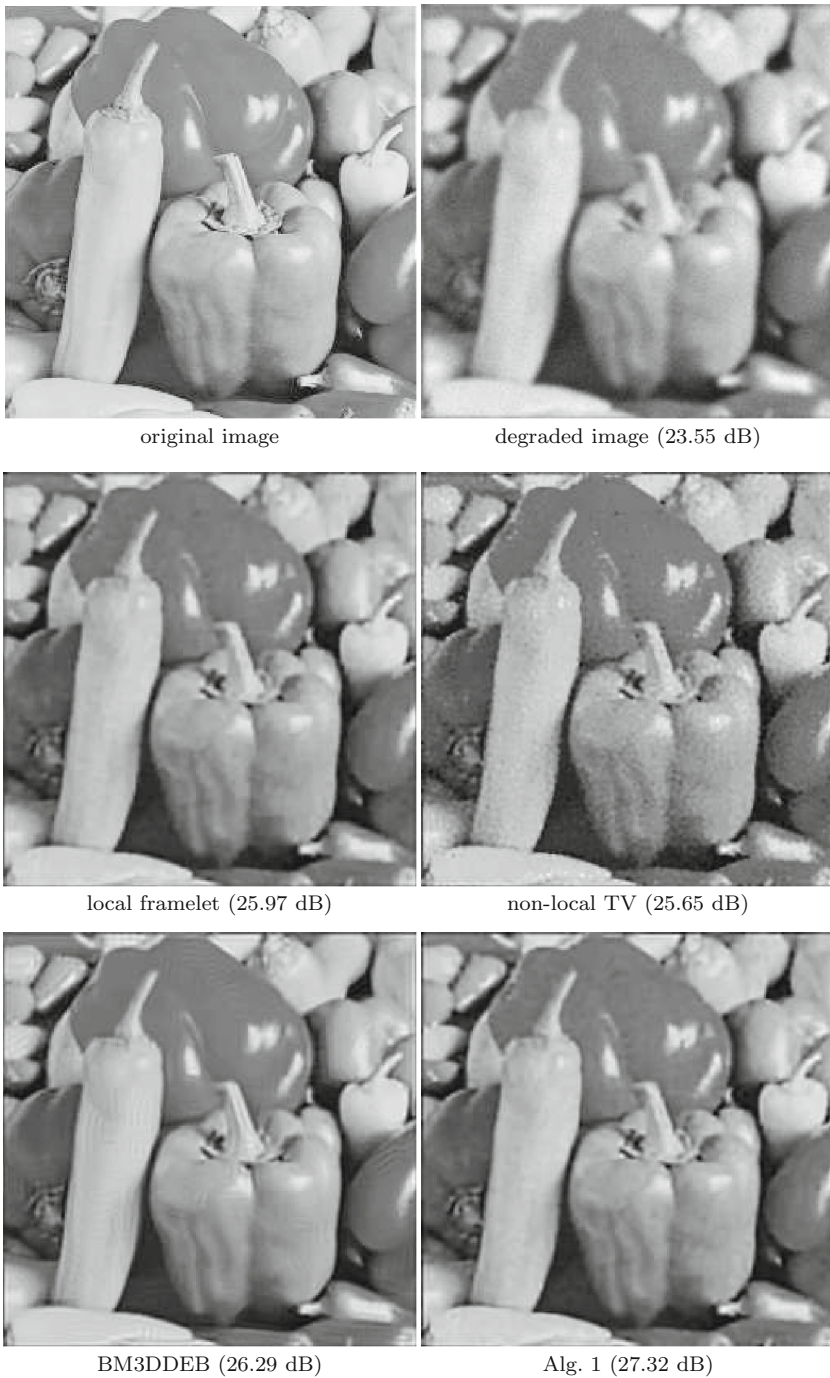 original image
degraded image (23.55 dB)
local framelet (25.97 dB)
non-local TV (25.65 dB)
BM3DDEB (26.29 dB)
Alg. 1 (27.32 dB)